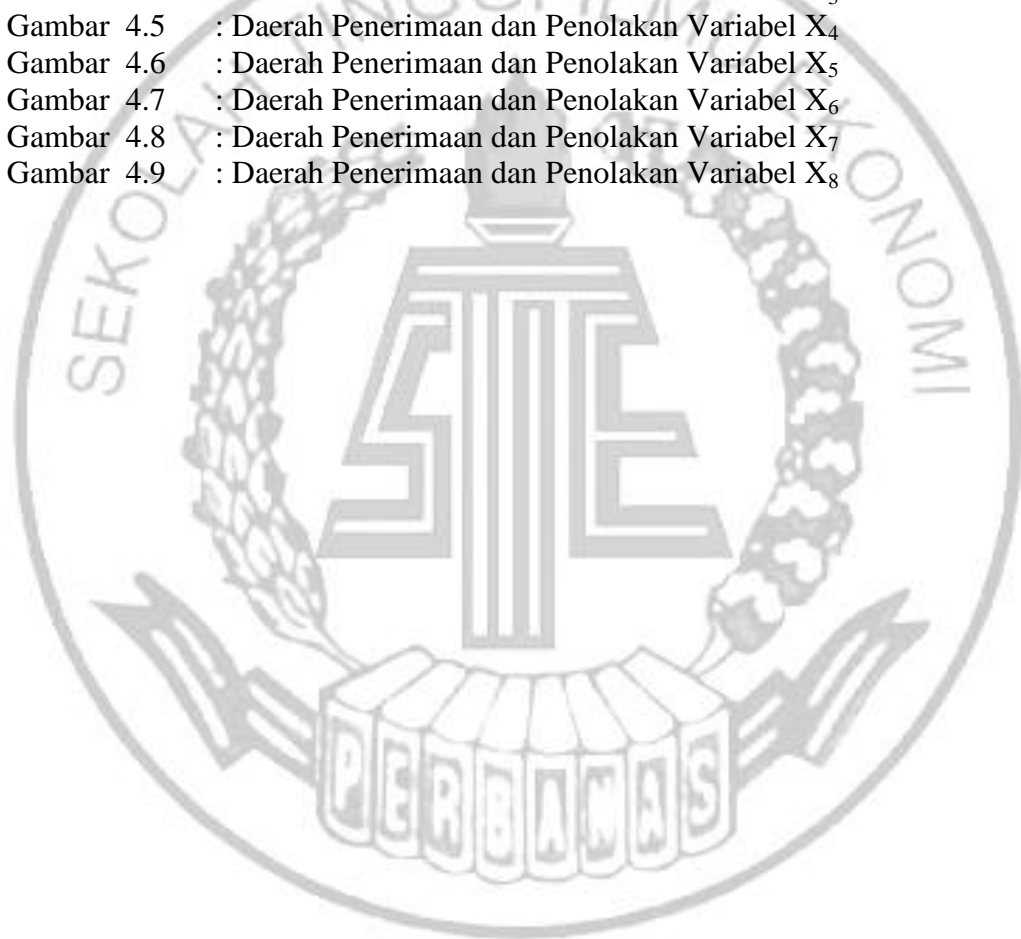 Gambar 4.5 : Daerah Penerimaan dan Penolakan Variabel X₄
Gambar 4.6 : Daerah Penerimaan dan Penolakan Variabel X₅
Gambar 4.7 : Daerah Penerimaan dan Penolakan Variabel X₆
Gambar 4.8 : Daerah Penerimaan dan Penolakan Variabel X₇
Gambar 4.9 : Daerah Penerimaan dan Penolakan Variabel X₈
SEKOLAH TINGGI ILMU EKONOMI
STIE
PERBANAS